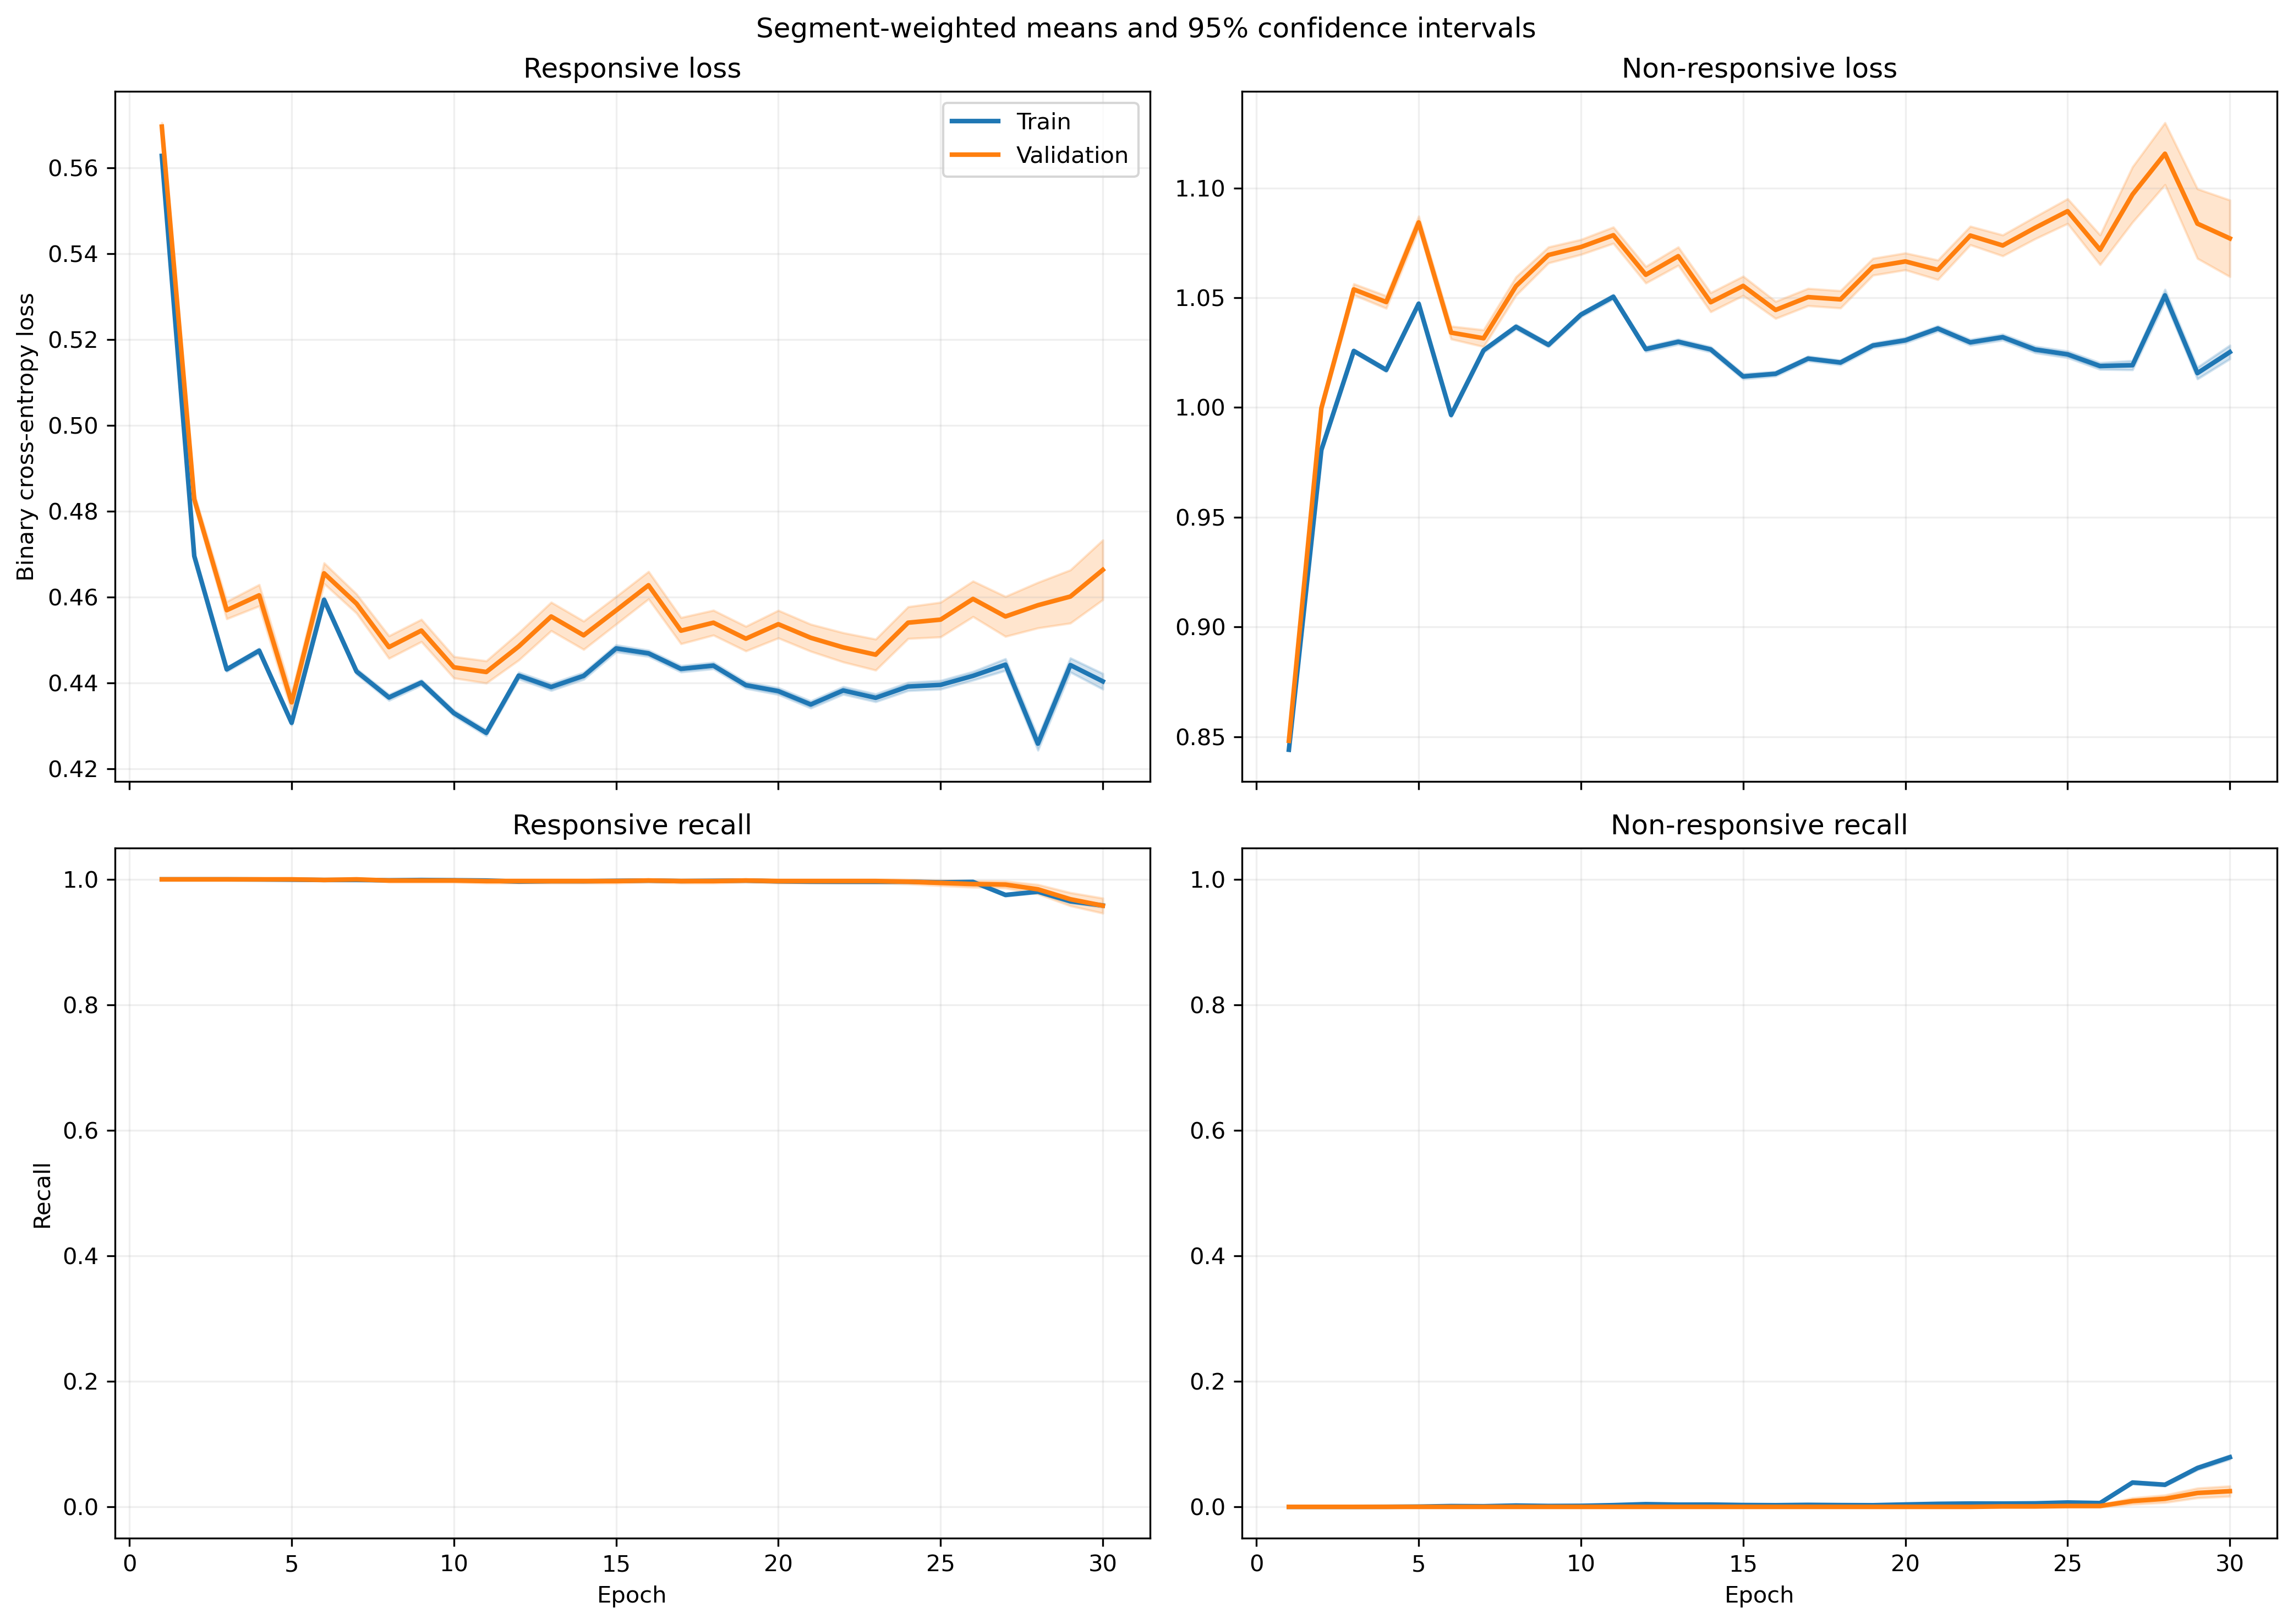 Segment-weighted means and 95% confidence intervals
Responsive loss
Non-responsive loss
Train
Validation
Binary cross-entropy loss
0.56
0.54
0.52
0.50
0.48
0.46
0.44
0.42
1.10
1.05
1.00
0.95
0.90
0.85
Responsive recall
Non-responsive recall
Recall
1.0
0.8
0.6
0.4
0.2
0.0
1.0
0.8
0.6
0.4
0.2
0.0
0 5 10 15 20 25 30
0 5 10 15 20 25 30
Epoch
Epoch